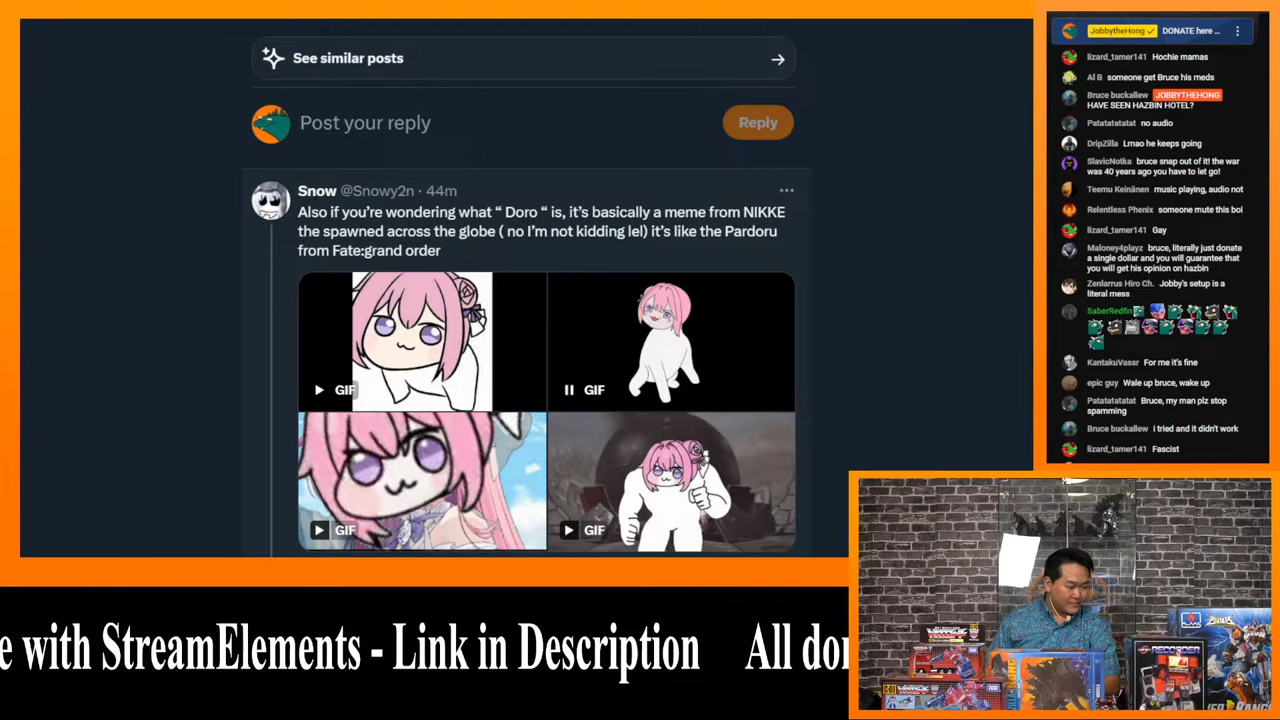 See similar posts
Post your reply
Reply
Snow @Snowy2n · 44m
Also if you're wondering what “ Doro “ is, it's basically a meme from NIKKE
the spawned across the globe ( no I'm not kidding lel) it's like the Pardoru
from Fate:grand order
GIF
GIF
GIF
GIF
JobbytheHong DONATE here ...
lizard_tamer141 Hochie mamas
Al B someone get Bruce his meds
Bruce buckallew JOBBYTHEHONG
HAVE SEEN HAZBIN HOTEL?
Patatatatatat no audio
DripZilla Lmao he keeps going
SlavicNotka bruce snap out of it! the war
was 40 years ago you have to let go!
Teemu Keinänen music playing, audio not
Relentless Phenix someone mute this boi
lizard_tamer141 Gay
Maloney4playz bruce, literally just donate
a single dollar and you will guarantee that
you will get his opinion on hazbin
Zenlarrus Hiro Ch. Jobby's setup is a
literal mess
SaberRedfin
KantakuVassr For me it's fine
epic guy Wale up bruce, wake up
Patatatatatat Bruce, my man plz stop
spamming
Bruce buckallew i tried and it didn't work
lizard_tamer141 Fascist
e with StreamElements - Link in Description All do
RECORDER